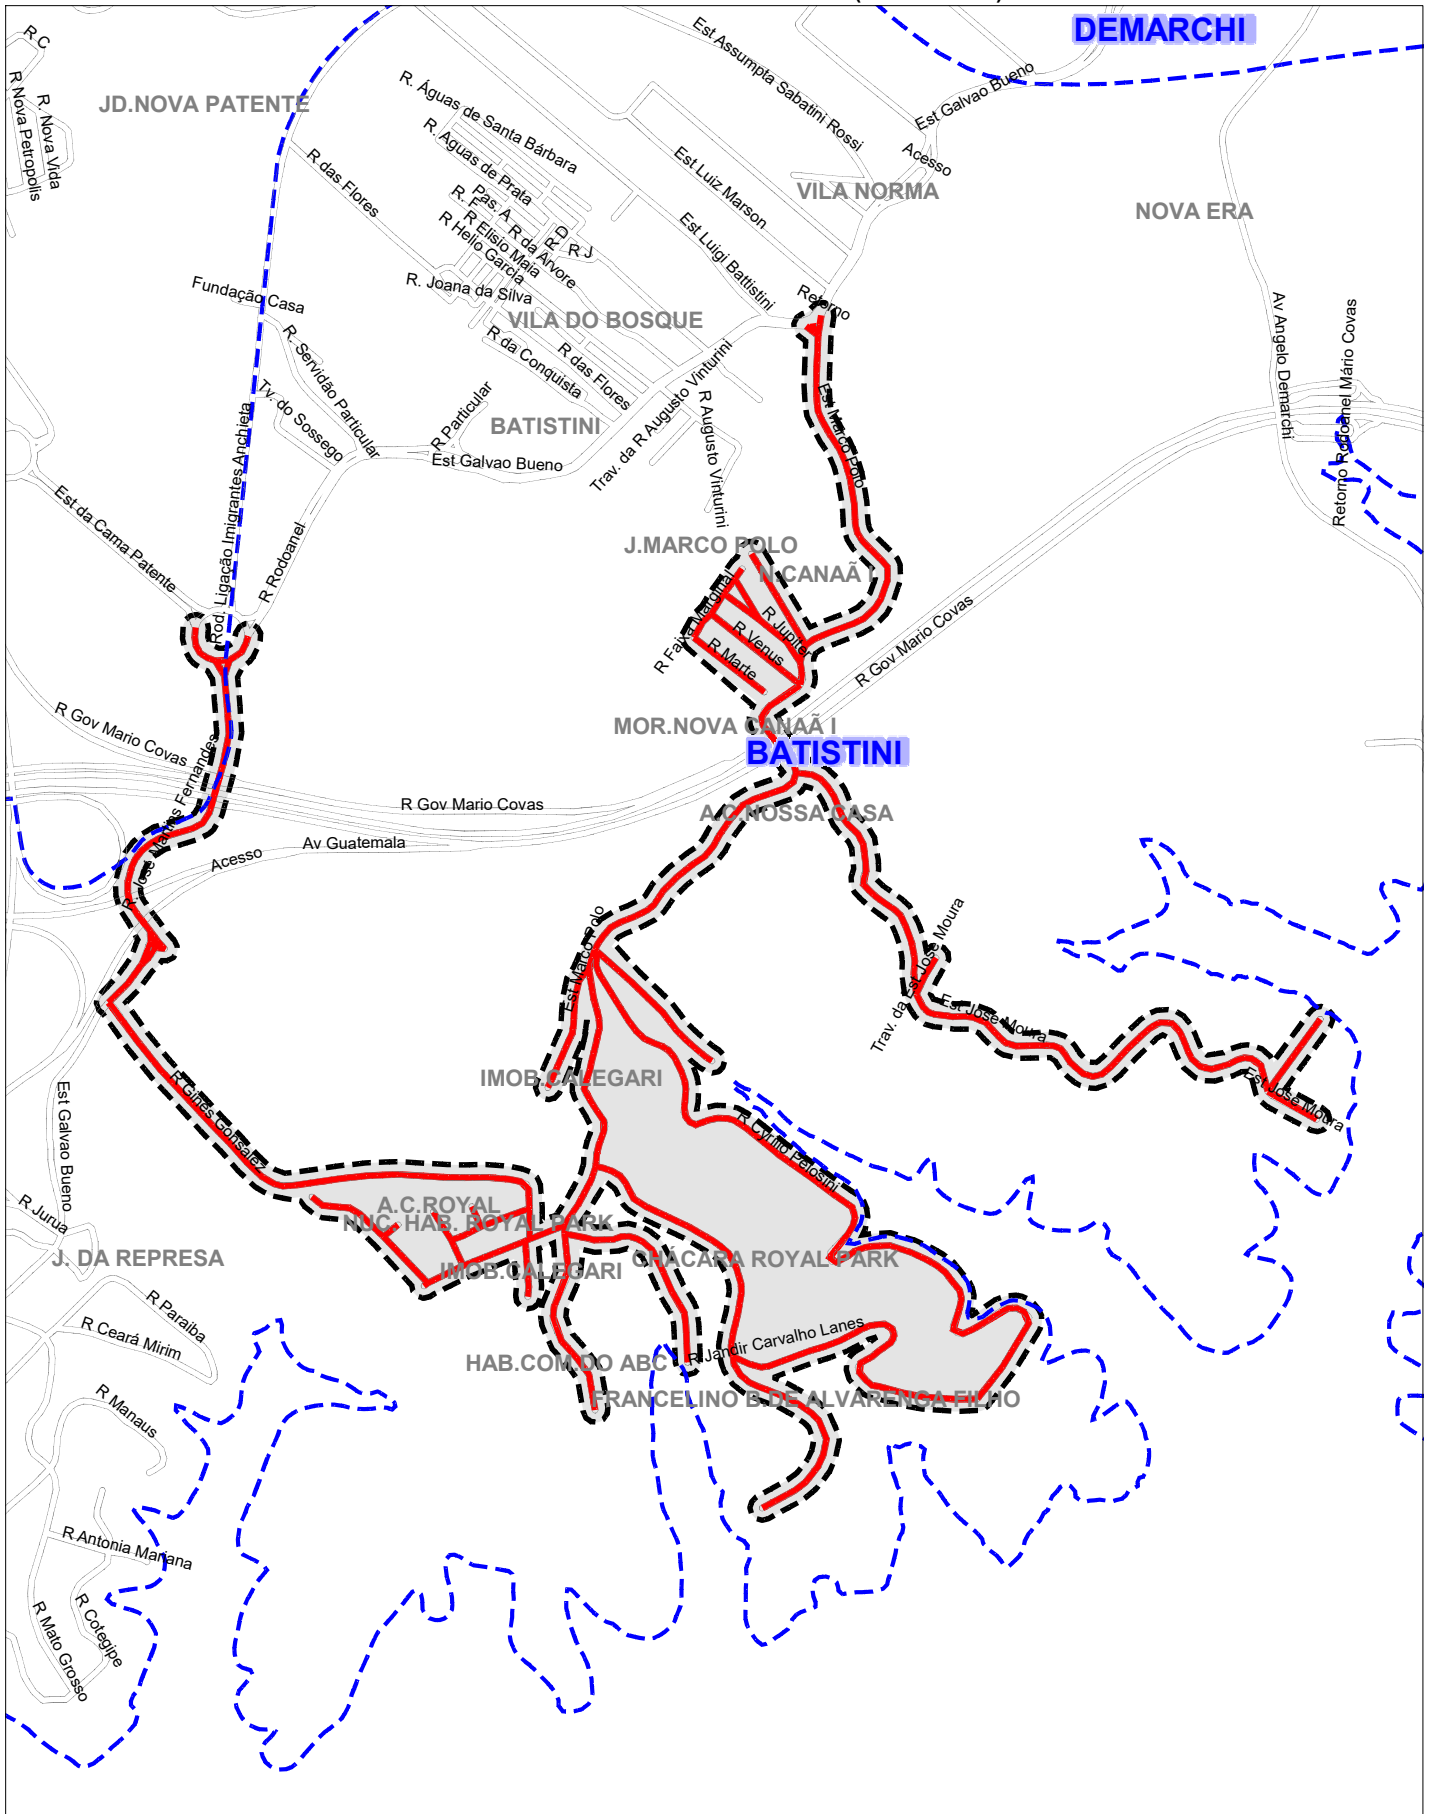 DEMARCHI
R C
Est Assumpta Sabatini Rossi
Est Galvao Bueno
R Nova Petropolis
R. Nova Vida
JD.NOVA PATENTE
R. Águas de Santa Bárbara
R. Aguas de Prata
R das Flores
Est Luiz Marson
Acesso
VILA NORMA
NOVA ERA
Pas. A
R. F
R Elisio Maia
R Helio Garcia
R da Arvore
R D
R J
Est Luigi Battistini
R. Joana da Silva
Fundação Casa
Retorno
VILA DO BOSQUE
R. Servidão Particular
R da Conquista
R das Flores
Av Angelo Demarchi
Retorno Rodoanel Mário Covas
Tv. do Sossego
R Particular
BATISTINI
Trav. da R Augusto Vinturini
R Augusto Vinturini
Est Marco Polo
Est Galvao Bueno
Rod. Ligação Imigrantes Anchieta
Est da Cama Patente
R Rodoanel
J.MARCO POLO
N.CANAÃ I
R Faixa Marginal
R Jupiter
R Venus
R Marte
R Gov Mario Covas
R Gov Mario Covas
MOR.NOVA CANAÃ I
BATISTINI
R. José Martins Fernandes
R Gov Mario Covas
A.C.NOSSA CASA
Av Guatemala
Acesso
Est Marco Polo
Trav. da Est José Moura
Est José Moura
Est José Moura
IMOB.CALEGARI
R Gines Gonsalez
Est Galvao Bueno
R Cyrillo Pelosini
A.C.ROYAL
NUC. HAB. ROYAL PARK
R Jurua
J. DA REPRESA
IMOB.CALEGARI
CHÁCARA ROYAL PARK
R Paraiba
R Ceará Mirim
R Jandir Carvalho Lanes
HAB.COM.DO ABC
FRANCELINO B.DE ALVARENGA FILHO
R Manaus
R Antonia Mariana
R Mato Grosso
R Cotegipe